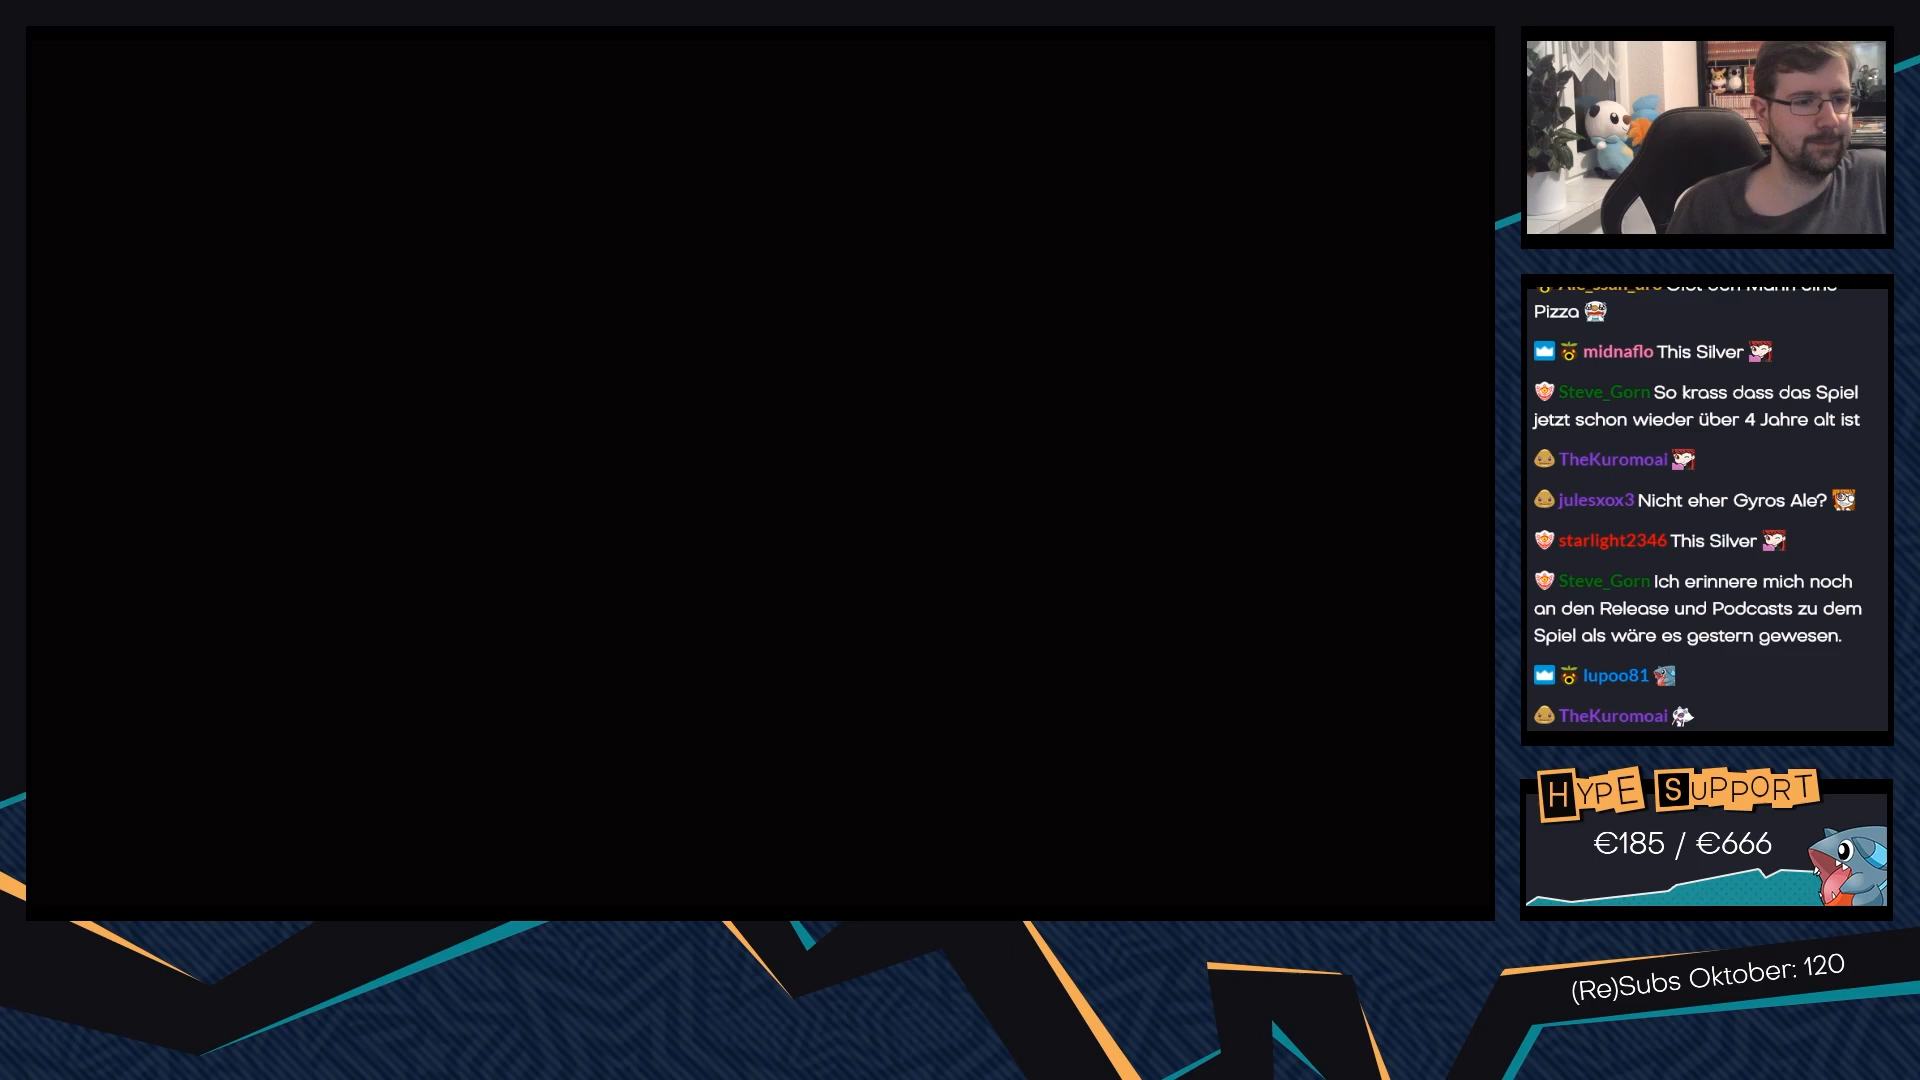 Pizza
midnaflo This Silver
Steve_Gorn So krass dass das Spiel
jetzt schon wieder über 4 Jahre alt ist
TheKuromoai
julesxox3 Nicht eher Gyros Ale?
starlight2346 This Silver
Steve_Gorn Ich erinnere mich noch
an den Release und Podcasts zu dem
Spiel als wäre es gestern gewesen.
lupoo81
TheKuromoai
HYPE SUPPORT
€185 / €666
(Re)Subs Oktober: 120